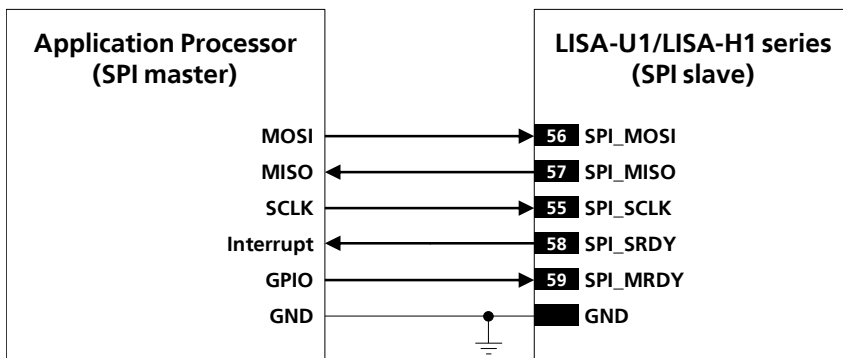 Application Processor
(SPI master)
LISA-U1/LISA-H1 series
(SPI slave)
MOSI 56 SPI_MOSI
MISO 57 SPI_MISO
SCLK 55 SPI_SCLK
Interrupt 58 SPI_SRDY
GPIO 59 SPI_MRDY
GND GND